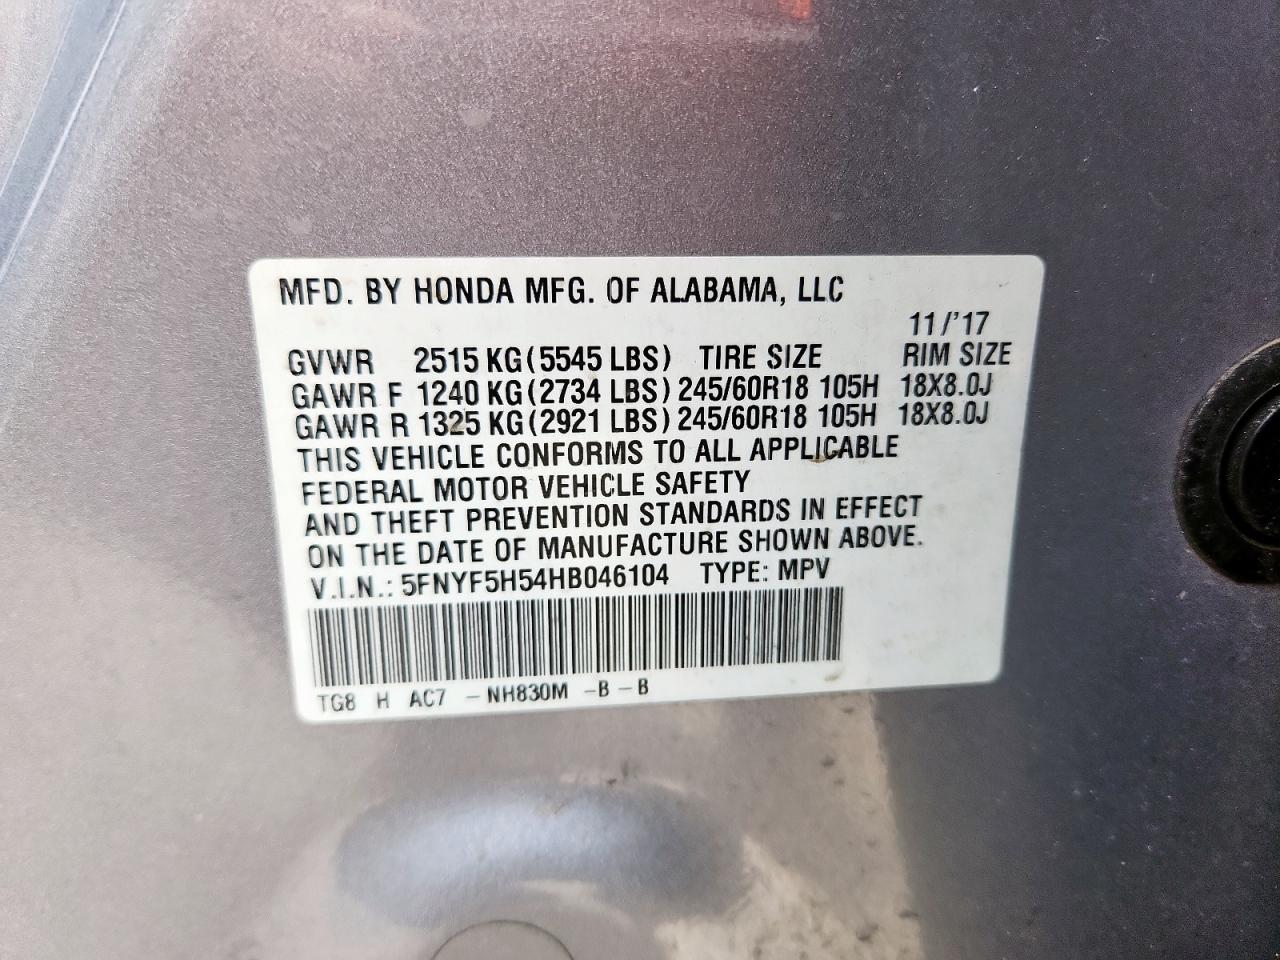 MFD. BY HONDA MFG. OF ALABAMA, LLC
11/'17
GVWR 2515 KG (5545 LBS) TIRE SIZE RIM SIZE
GAWR F 1240 KG (2734 LBS) 245/60R18 105H 18X8.0J
GAWR R 1325 KG (2921 LBS) 245/60R18 105H 18X8.0J
THIS VEHICLE CONFORMS TO ALL APPLICABLE
FEDERAL MOTOR VEHICLE SAFETY
AND THEFT PREVENTION STANDARDS IN EFFECT
ON THE DATE OF MANUFACTURE SHOWN ABOVE.
V.I.N.: 5FNYF5H54HB046104 TYPE: MPV
TG8 H AC7 -NH830M -B -B